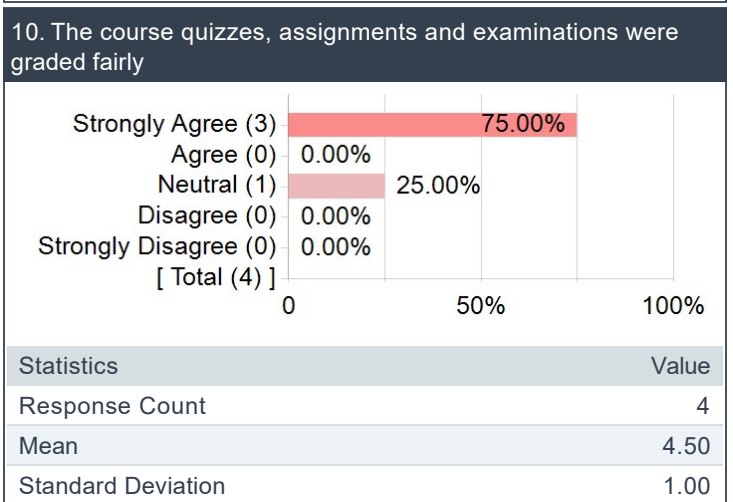 10. The course quizzes, assignments and examinations were
graded fairly
Strongly Agree (3) 75.00%
Agree (0) 0.00%
Neutral (1) 25.00%
Disagree (0) 0.00%
Strongly Disagree (0) 0.00%
[ Total (4) ]
0 50% 100%
Statistics Value
Response Count 4
Mean 4.50
Standard Deviation 1.00